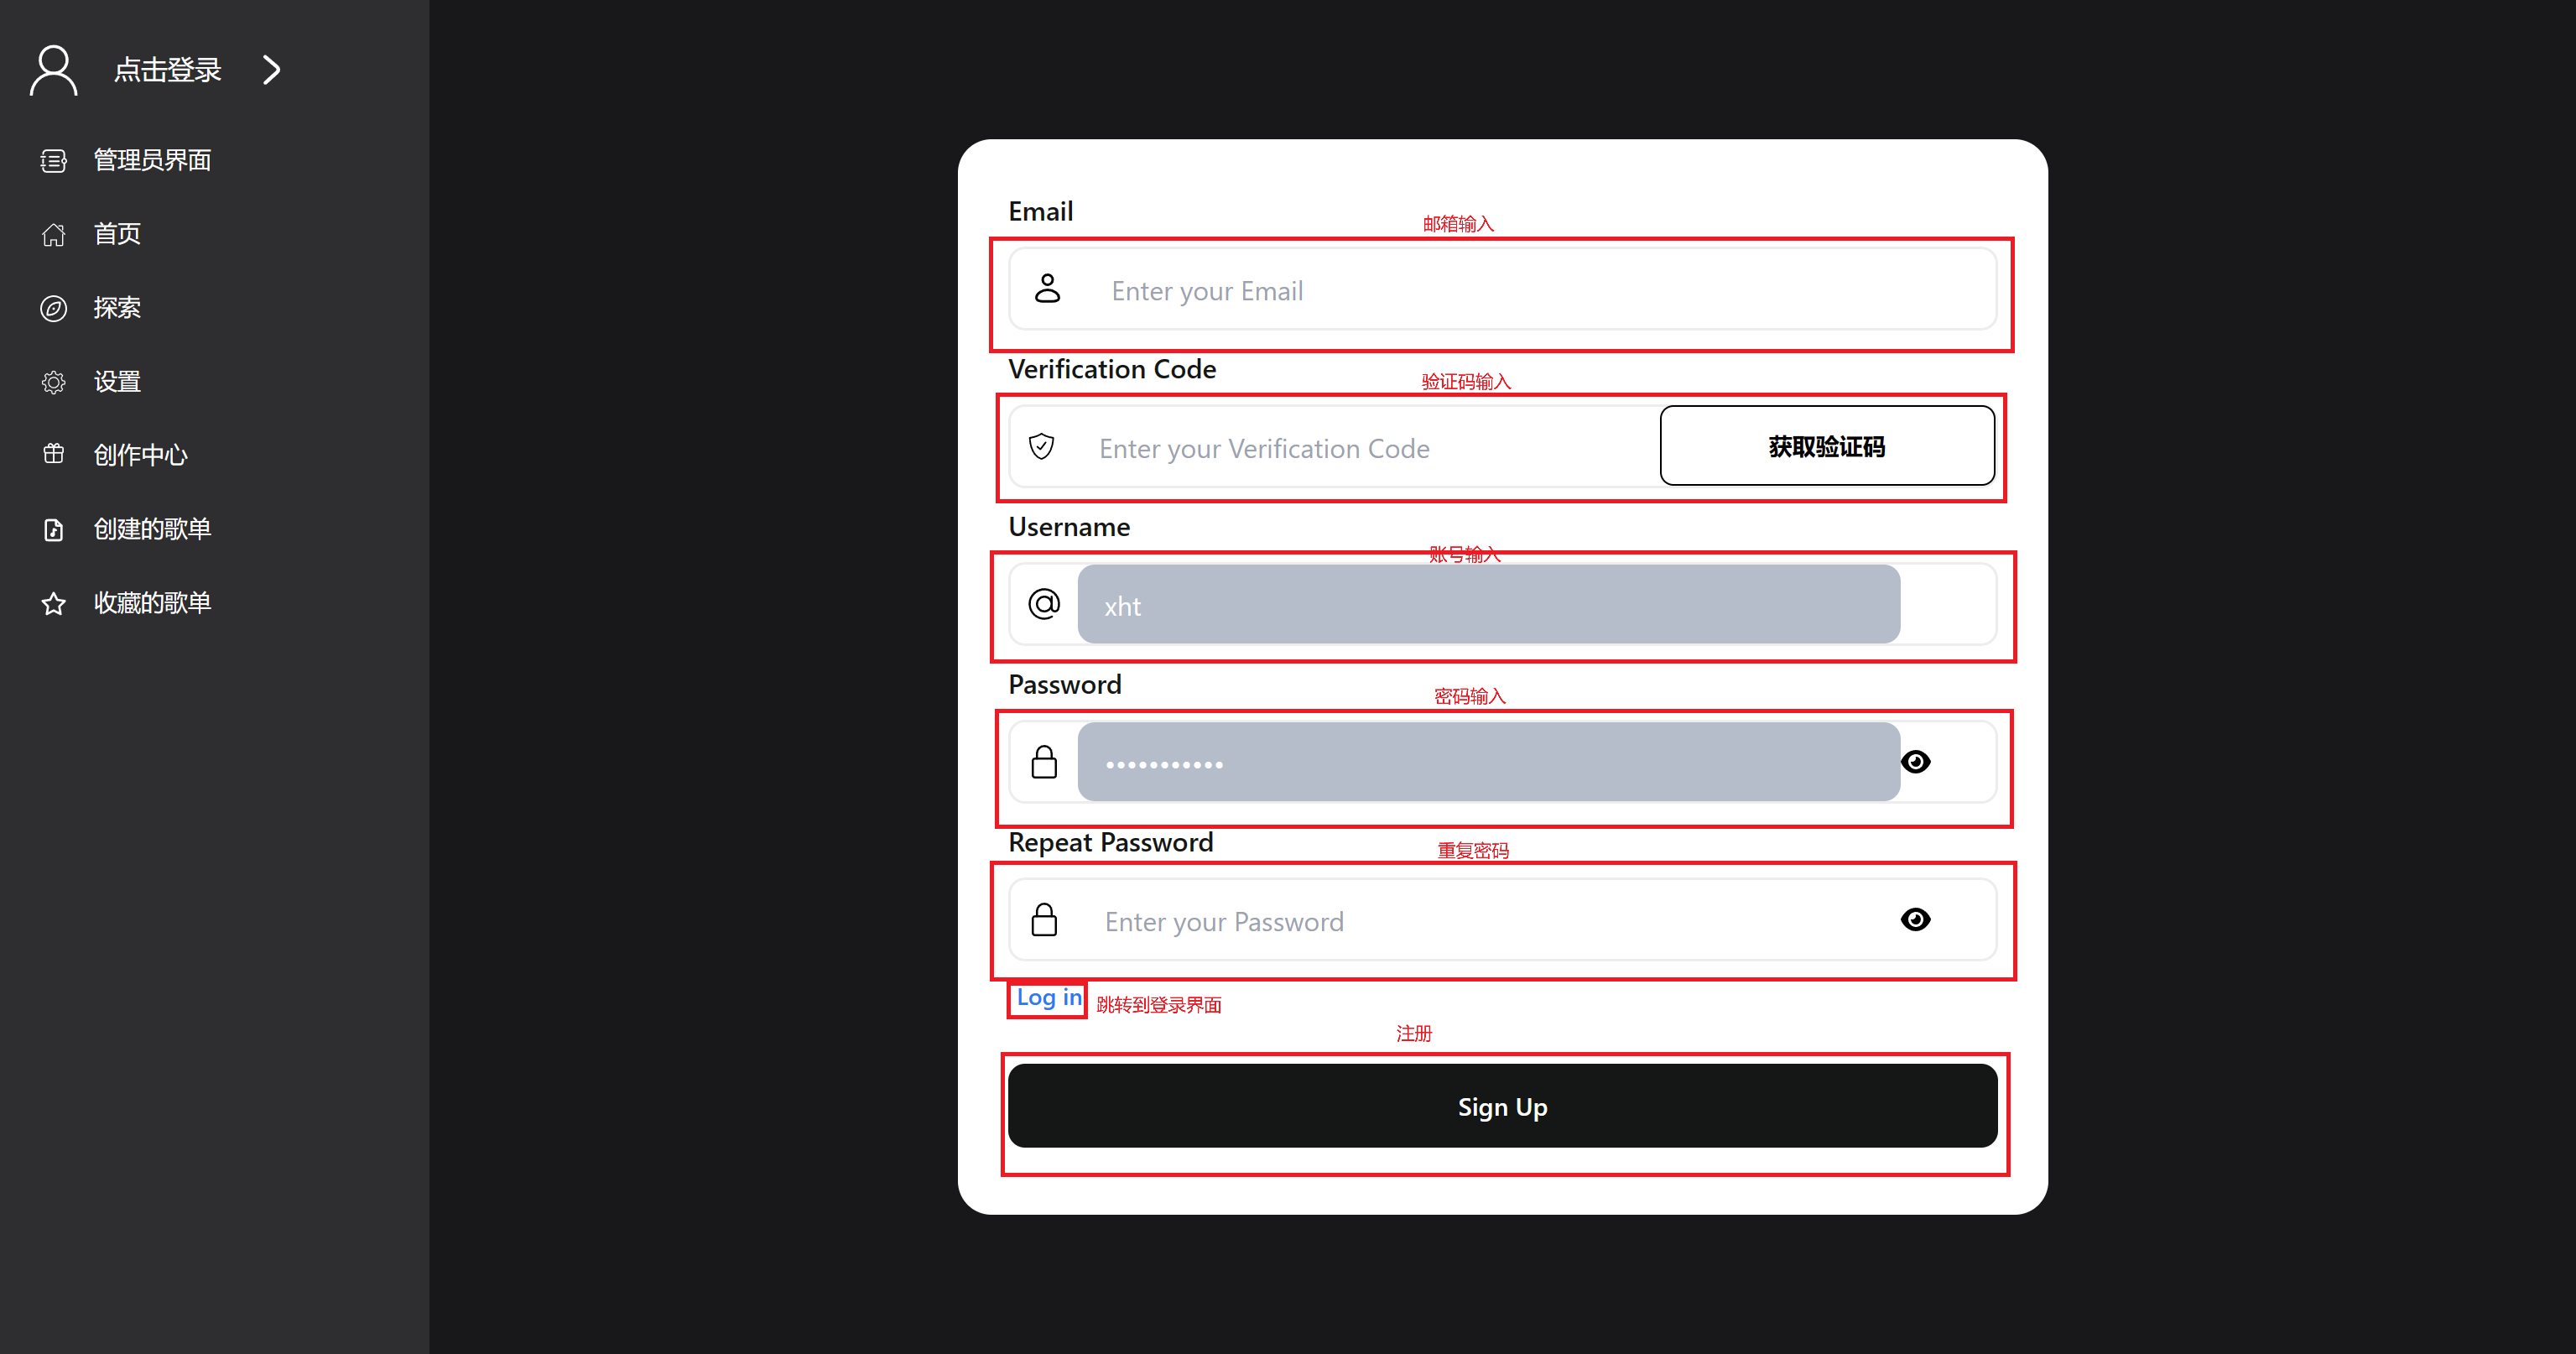 点击登录
管理员界面
首页
探索
设置
创作中心
创建的歌单
收藏的歌单
Email
邮箱输入
Enter your Email
Verification Code
验证码输入
Enter your Verification Code
获取验证码
Username
账号输入
xht
Password
密码输入
•••••••••••
Repeat Password
重复密码
Enter your Password
Log in
跳转到登录界面
注册
Sign Up